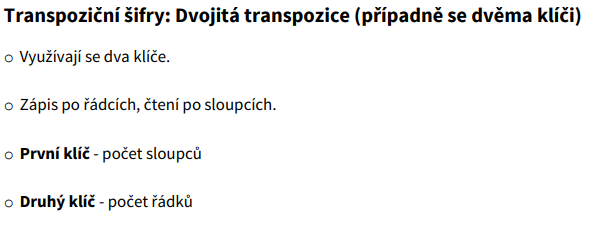 Transpoziční šifry: Dvojitá transpozice (případně se dvěma klíči)
○ Využívají se dva klíče.
○ Zápis po řádcích, čtení po sloupcích.
○ První klíč - počet sloupců
○ Druhý klíč - počet řádků